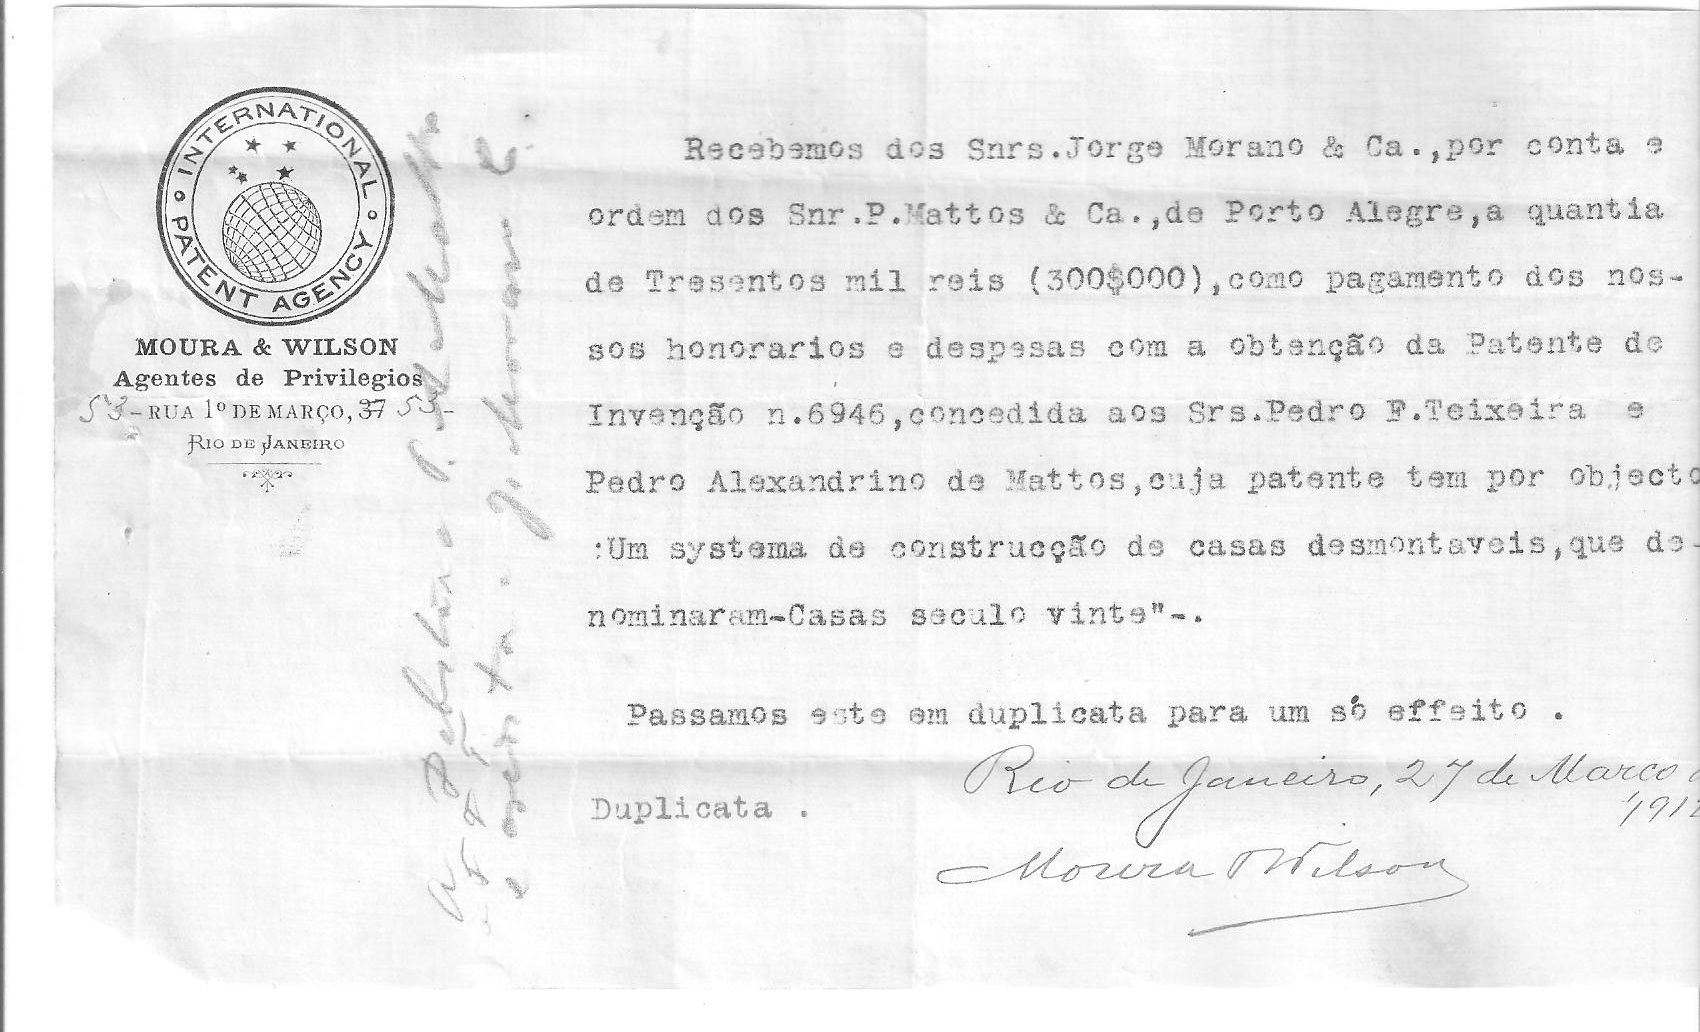 INTERNATIONAL
PATENT AGENCY
MOURA & WILSON
Agentes de Privilegios
53-RUA 1º DE MARÇO, 37 53-
RIO DE JANEIRO
Recebemos dos Snrs.Jorge Morano & Ca.,por conta e
ordem dos Snr.P.Mattos & Ca.,de Porto Alegre,a quantia
de Tresentos mil reis (300$000),como pagamento dos nos-
sos honorarios e despesas com a obtenção da Patente de
Invenção n.6946,concedida aos Srs.Pedro F.Teixeira e
Pedro Alexandrino de Mattos,cuja patente tem por objecto
:Um systema de construcção de casas desmontaveis,que de-
nominaram-Casas seculo vinte"-.
Passamos este em duplicata para um só effeito .
Rio de Janeiro, 27 de Março
1912
Duplicata .
Moura & Wilson